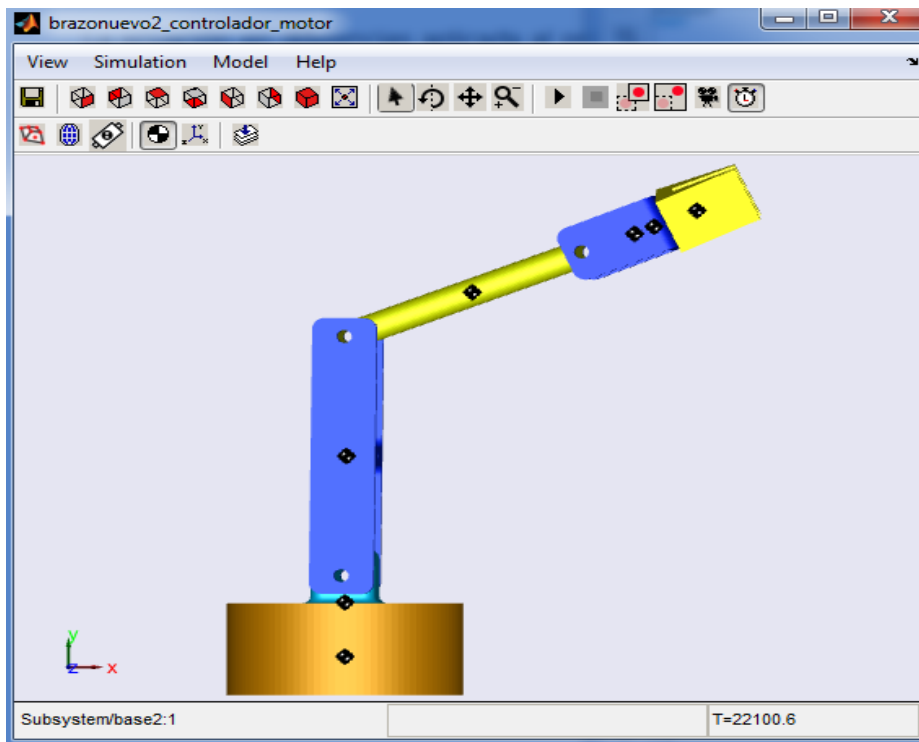 brazonuevo2_controlador_motor
View Simulation Model Help
y
z x
Subsystem/base2:1 T=22100.6